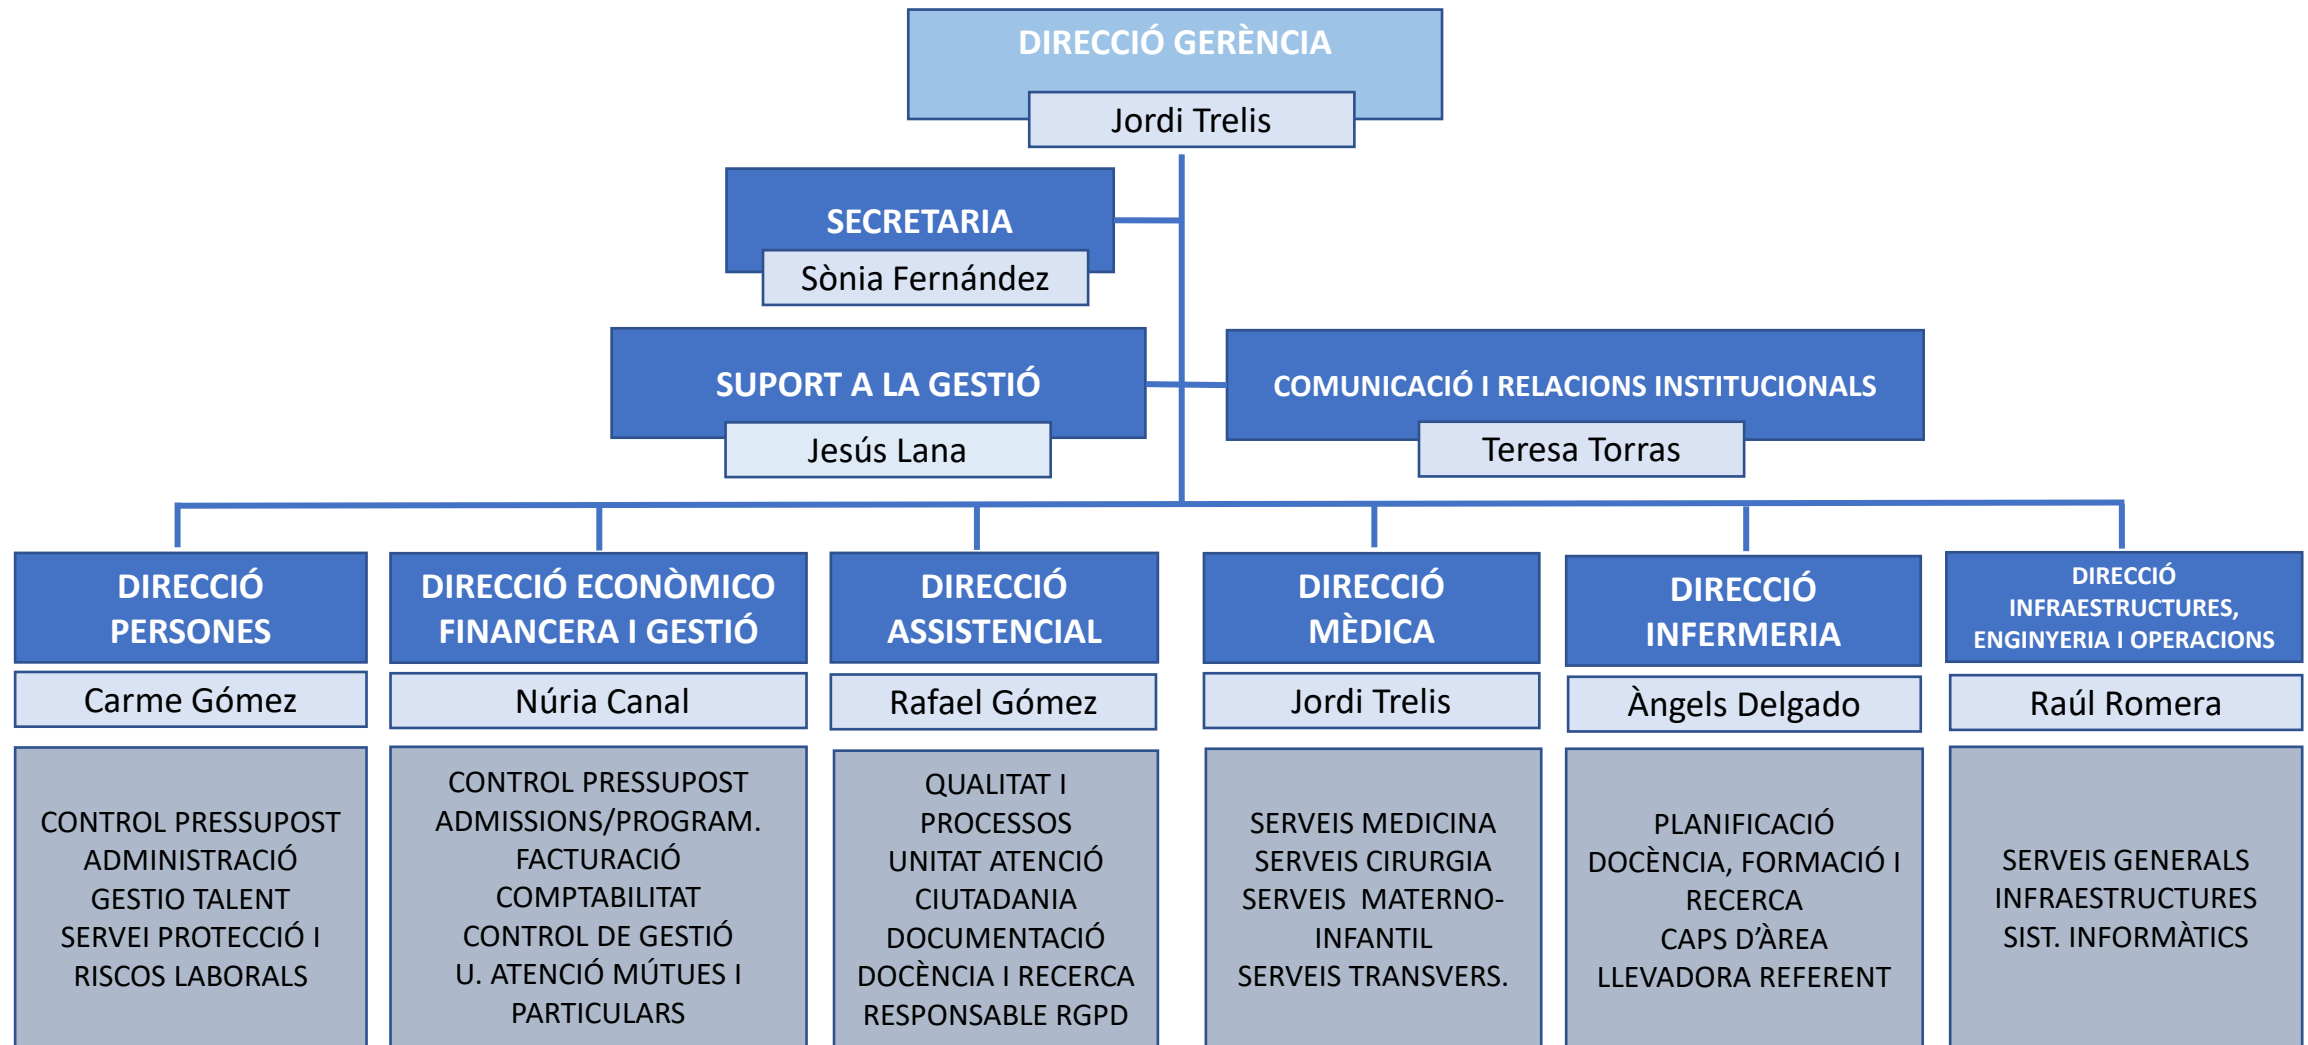 DIRECCIÓ GERÈNCIA
Jordi Trelis
SECRETARIA
Sònia Fernández
SUPORT A LA GESTIÓ
Jesús Lana
COMUNICACIÓ I RELACIONS INSTITUCIONALS
Teresa Torras
DIRECCIÓ
PERSONES
Carme Gómez
CONTROL PRESSUPOST
ADMINISTRACIÓ
GESTIO TALENT
SERVEI PROTECCIÓ I
RISCOS LABORALS
DIRECCIÓ ECONÒMICO
FINANCERA I GESTIÓ
Núria Canal
CONTROL PRESSUPOST
ADMISSIONS/PROGRAM.
FACTURACIÓ
COMPTABILITAT
CONTROL DE GESTIÓ
U. ATENCIÓ MÚTUES I
PARTICULARS
DIRECCIÓ
ASSISTENCIAL
Rafael Gómez
QUALITAT I
PROCESSOS
UNITAT ATENCIÓ
CIUTADANIA
DOCUMENTACIÓ
DOCÈNCIA I RECERCA
RESPONSABLE RGPD
DIRECCIÓ
MÈDICA
Jordi Trelis
SERVEIS MEDICINA
SERVEIS CIRURGIA
SERVEIS  MATERNO-
INFANTIL
SERVEIS TRANSVERS.
DIRECCIÓ
INFERMERIA
Àngels Delgado
PLANIFICACIÓ
DOCÈNCIA, FORMACIÓ I
RECERCA
CAPS D’ÀREA
LLEVADORA REFERENT
DIRECCIÓ
INFRAESTRUCTURES,
ENGINYERIA I OPERACIONS
Raúl Romera
SERVEIS GENERALS
INFRAESTRUCTURES
SIST. INFORMÀTICS